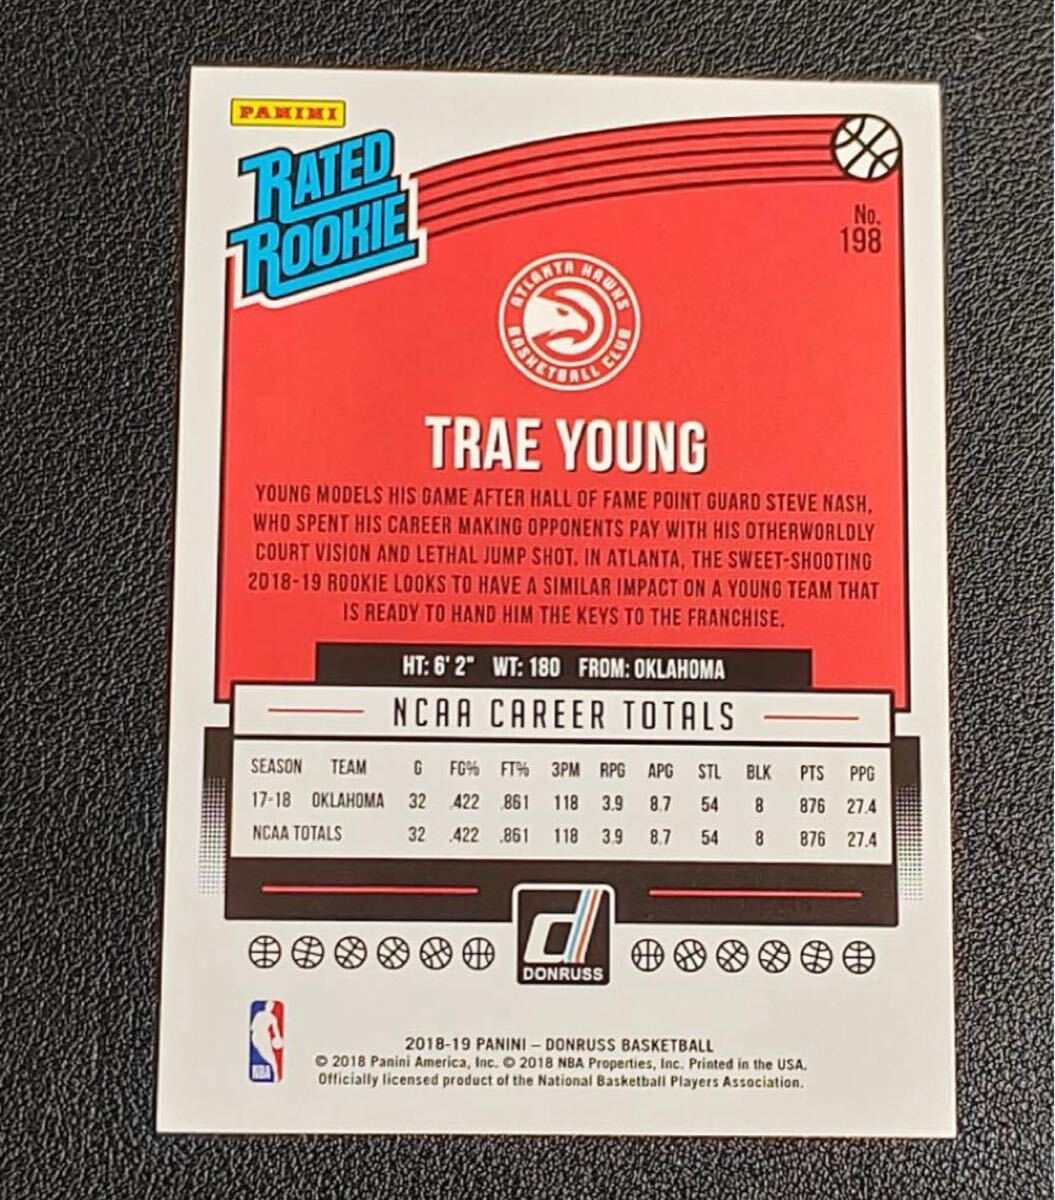 PANINI
RATED
ROOKIE
No.
198
ATLANTA HAWKS
BASKETBALL CLUB
TRAE YOUNG
YOUNG MODELS HIS GAME AFTER HALL OF FAME POINT GUARD STEVE NASH,
WHO SPENT HIS CAREER MAKING OPPONENTS PAY WITH HIS OTHERWORLDLY
COURT VISION AND LETHAL JUMP SHOT. IN ATLANTA, THE SWEET-SHOOTING
2018-19 ROOKIE LOOKS TO HAVE A SIMILAR IMPACT ON A YOUNG TEAM THAT
IS READY TO HAND HIM THE KEYS TO THE FRANCHISE.
HT: 6' 2" WT: 180 FROM: OKLAHOMA
NCAA CAREER TOTALS
SEASON TEAM G FG% FT% 3PM RPG APG STL BLK PTS PPG
17-18 OKLAHOMA 32 .422 .861 118 3.9 8.7 54 8 876 27.4
NCAA TOTALS 32 .422 .861 118 3.9 8.7 54 8 876 27.4
d
DONRUSS
NBA
2018-19 PANINI – DONRUSS BASKETBALL
© 2018 Panini America, Inc. © 2018 NBA Properties, Inc. Printed in the USA.
Officially licensed product of the National Basketball Players Association.